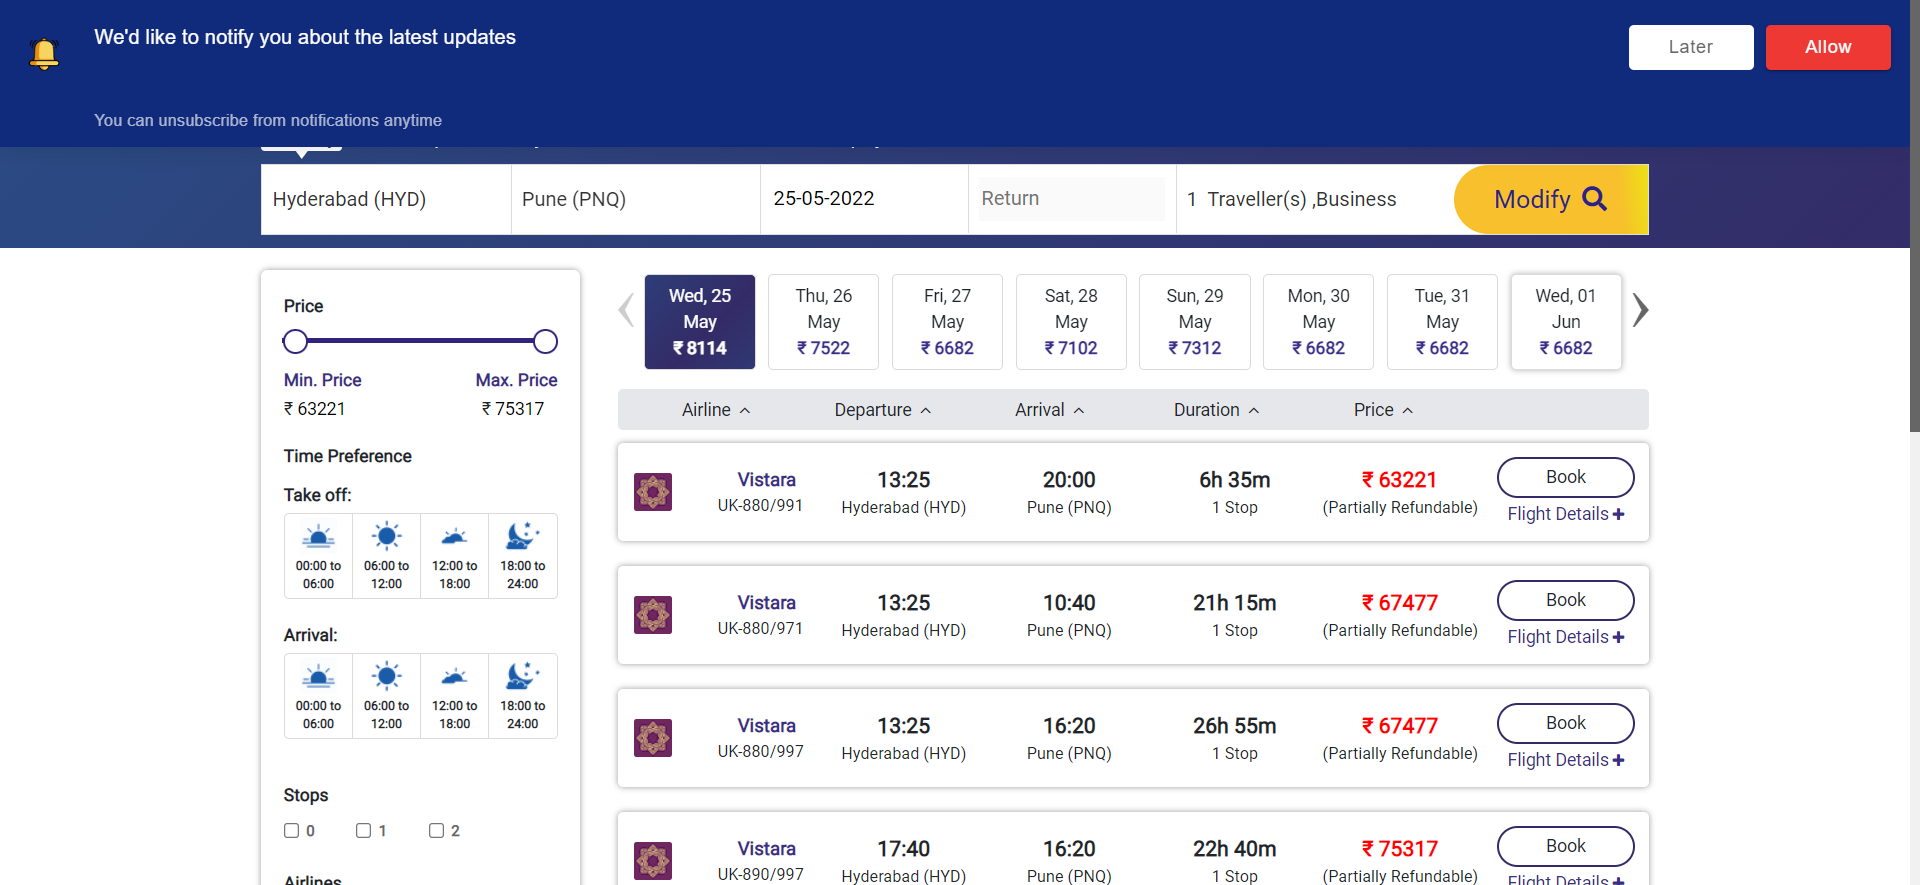 We'd like to notify you about the latest updates
Later
Allow
You can unsubscribe from notifications anytime
Hyderabad (HYD)
Pune (PNQ)
25-05-2022
Return
1 Traveller(s) ,Business
Modify
Price
Min. Price
Max. Price
₹ 63221
₹ 75317
Time Preference
Take off:
00:00 to
06:00
06:00 to
12:00
12:00 to
18:00
18:00 to
24:00
Arrival:
00:00 to
06:00
06:00 to
12:00
12:00 to
18:00
18:00 to
24:00
Stops
0
1
2
Airlines
Wed, 25
May
₹ 8114
Thu, 26
May
₹ 7522
Fri, 27
May
₹ 6682
Sat, 28
May
₹ 7102
Sun, 29
May
₹ 7312
Mon, 30
May
₹ 6682
Tue, 31
May
₹ 6682
Wed, 01
Jun
₹ 6682
Airline
Departure
Arrival
Duration
Price
Vistara
UK-880/991
13:25
Hyderabad (HYD)
20:00
Pune (PNQ)
6h 35m
1 Stop
₹ 63221
(Partially Refundable)
Book
Flight Details
Vistara
UK-880/971
13:25
Hyderabad (HYD)
10:40
Pune (PNQ)
21h 15m
1 Stop
₹ 67477
(Partially Refundable)
Book
Flight Details
Vistara
UK-880/997
13:25
Hyderabad (HYD)
16:20
Pune (PNQ)
26h 55m
1 Stop
₹ 67477
(Partially Refundable)
Book
Flight Details
Vistara
UK-890/997
17:40
Hyderabad (HYD)
16:20
Pune (PNQ)
22h 40m
1 Stop
₹ 75317
(Partially Refundable)
Book
Flight Details